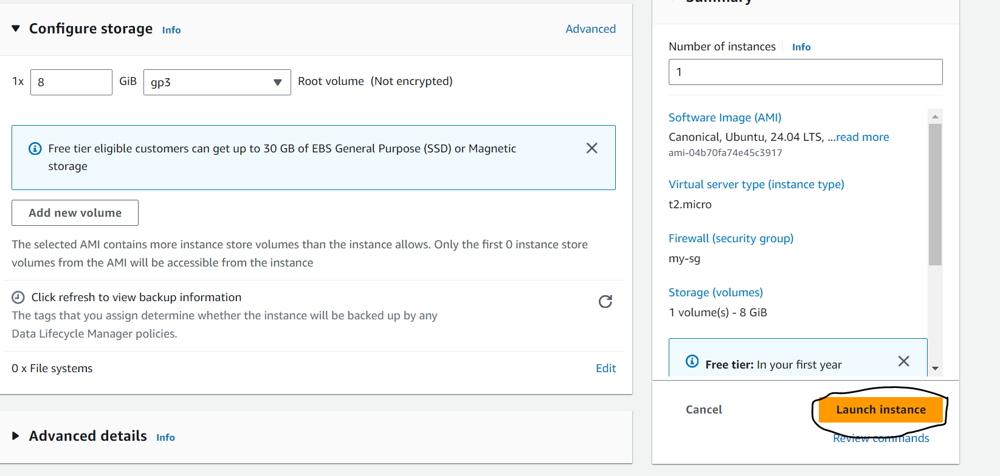 Configure storage Info
Advanced
1x 8 GiB gp3 Root volume (Not encrypted)
Free tier eligible customers can get up to 30 GB of EBS General Purpose (SSD) or Magnetic
storage
Add new volume
The selected AMI contains more instance store volumes than the instance allows. Only the first 0 instance store
volumes from the AMI will be accessible from the instance
Click refresh to view backup information
The tags that you assign determine whether the instance will be backed up by any
Data Lifecycle Manager policies.
0 x File systems
Edit
Advanced details Info
Summary
Number of instances Info
1
Software Image (AMI)
Canonical, Ubuntu, 24.04 LTS, ...read more
ami-04b70fa74e45c3917
Virtual server type (instance type)
t2.micro
Firewall (security group)
my-sg
Storage (volumes)
1 volume(s) - 8 GiB
Free tier: In your first year
Cancel
Launch instance
Review commands